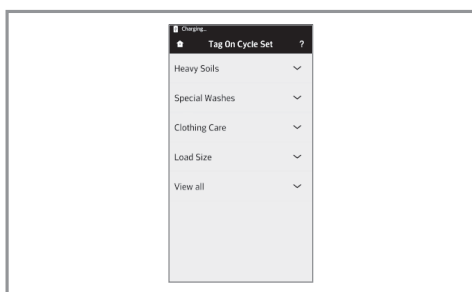 Charging...
Tag On Cycle Set ?
Heavy Soils
Special Washes
Clothing Care
Load Size
View all